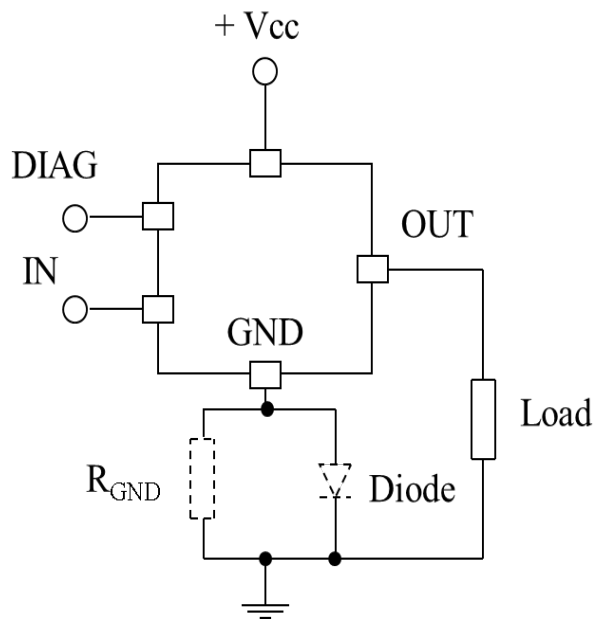 + Vcc
DIAG
OUT
IN
GND
Load
RGND
Diode